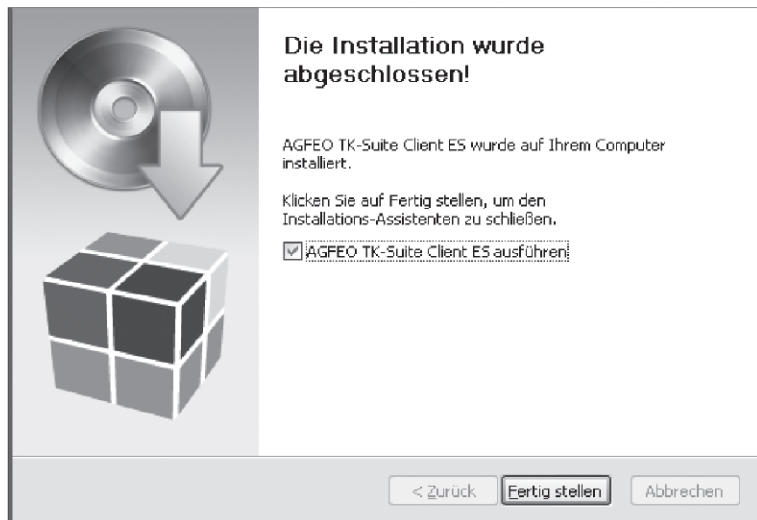 Die Installation wurde
abgeschlossen!
AGFEO TK-Suite Client ES wurde auf Ihrem Computer
installiert.
Klicken Sie auf Fertig stellen, um den
Installations-Assistenten zu schließen.
AGFEO TK-Suite Client ES ausführen
< Zurück Fertig stellen Abbrechen